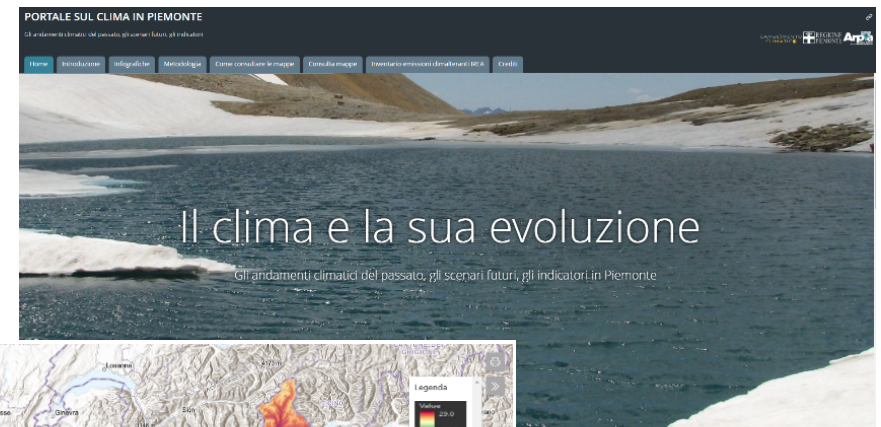 PORTALE SUL CLIMA IN PIEMONTE
Gli andamenti climatici del passato, gli scenari futuri, gli indicatori
REGIONE
PIEMONTE
Arpa
Home Introduzione Infografiche Metodologia Come consultare le mappe Consulta mappe Inventario emissioni climalteranti IREA Crediti
Il clima e la sua evoluzione
Gli andamenti climatici del passato, gli scenari futuri, gli indicatori in Piemonte
Losanna
Ginevra
Sion
Legenda
Valore
29.0